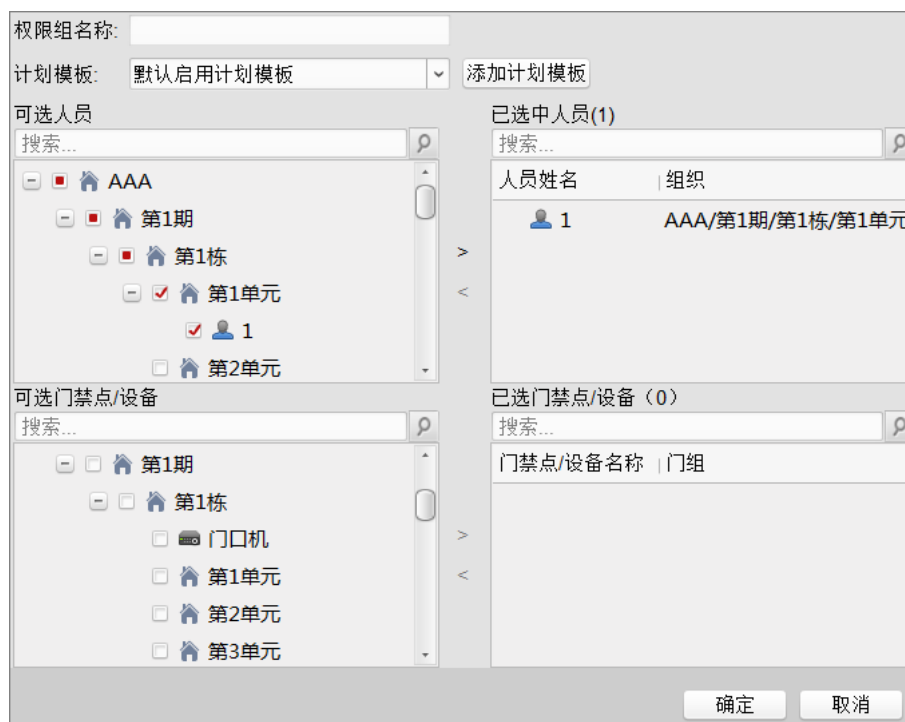 权限组名称:
计划模板: 默认启用计划模板 添加计划模板
可选人员 已选中人员(1)
搜索... 搜索...
AAA 人员姓名 组织
第1期 1 AAA/第1期/第1栋/第1单元
第1栋 >
第1单元 <
1
第2单元
可选门禁点/设备 已选门禁点/设备（0）
搜索... 搜索...
第1期 门禁点/设备名称 门组
第1栋
门口机 >
第1单元 <
第2单元
第3单元
确定 取消